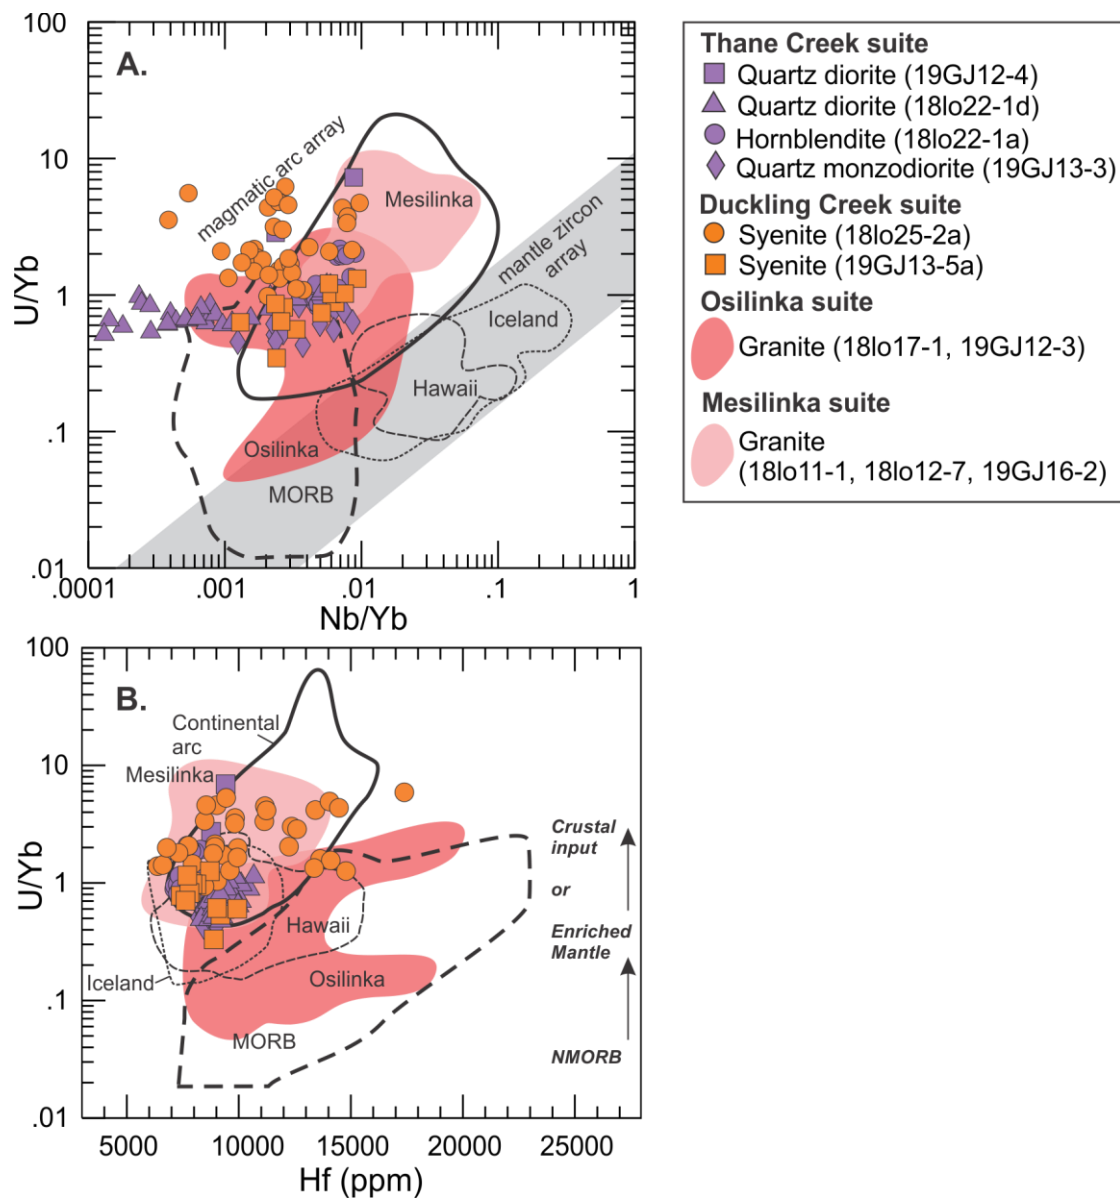 A.
100
10
1
.1
.01
U/Yb
magmatic arc array
Mesilinka
mantle zircon
array
Iceland
Hawaii
Osilinka
MORB
.0001
.001
.01
.1
1
Nb/Yb
Thane Creek suite
Quartz diorite (19GJ12-4)
Quartz diorite (18lo22-1d)
Hornblendite (18lo22-1a)
Quartz monzodiorite (19GJ13-3)
Duckling Creek suite
Syenite (18lo25-2a)
Syenite (19GJ13-5a)
Osilinka suite
Granite (18lo17-1, 19GJ12-3)
Mesilinka suite
Granite
(18lo11-1, 18lo12-7, 19GJ16-2)
B.
100
10
1
.1
.01
U/Yb
Continental
arc
Mesilinka
Hawaii
Iceland
Osilinka
MORB
Crustal
input
or
Enriched
Mantle
NMORB
5000
10000
15000
20000
25000
Hf (ppm)